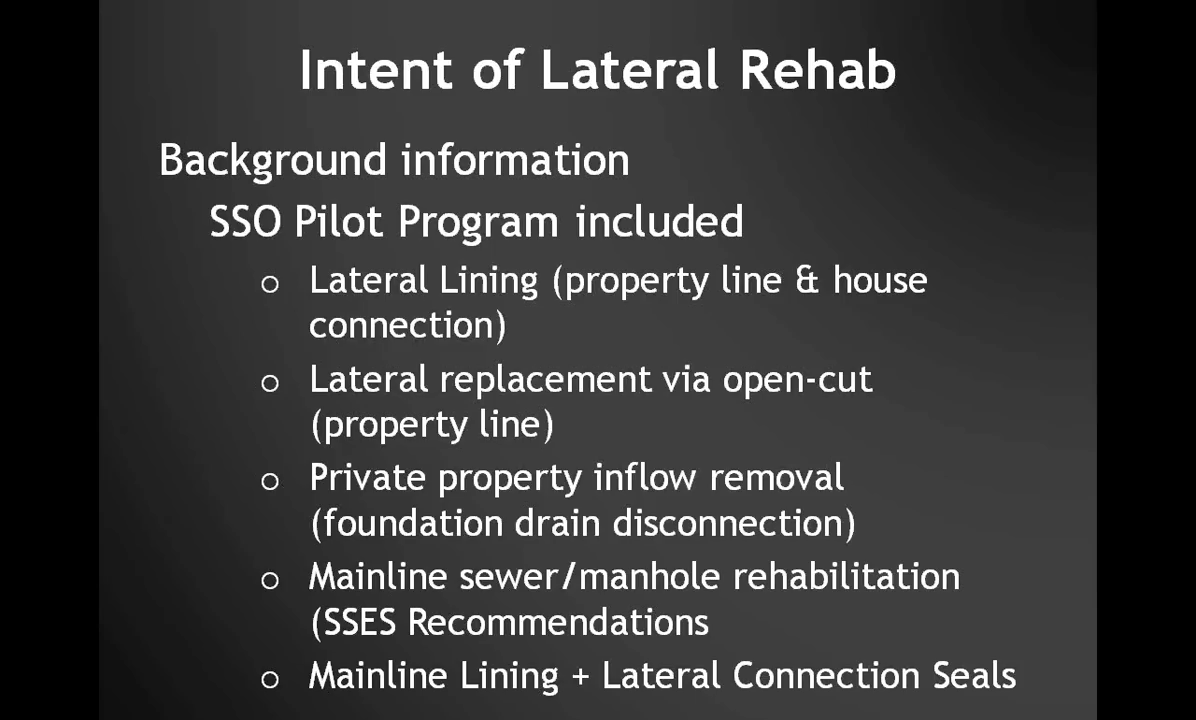 Intent of Lateral Rehab
Background information
SSO Pilot Program included
o Lateral Lining (property line & house
connection)
o Lateral replacement via open-cut
(property line)
o Private property inflow removal
(foundation drain disconnection)
o Mainline sewer/manhole rehabilitation
(SSES Recommendations
o Mainline Lining + Lateral Connection Seals